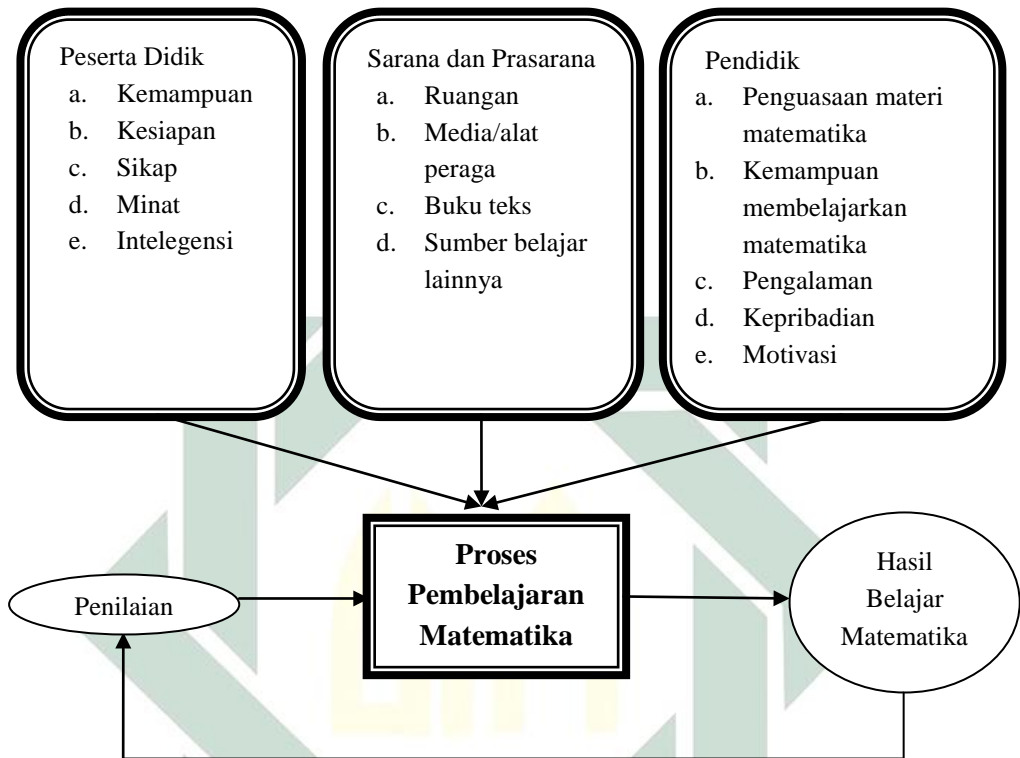 Peserta Didik
a. Kemampuan
b. Kesiapan
c. Sikap
d. Minat
e. Intelegensi
Sarana dan Prasarana
a. Ruangan
b. Media/alat
peraga
c. Buku teks
d. Sumber belajar
lainnya
Pendidik
a. Penguasaan materi
matematika
b. Kemampuan
membelajarkan
matematika
c. Pengalaman
d. Kepribadian
e. Motivasi
Penilaian
Proses
Pembelajaran
Matematika
Hasil
Belajar
Matematika